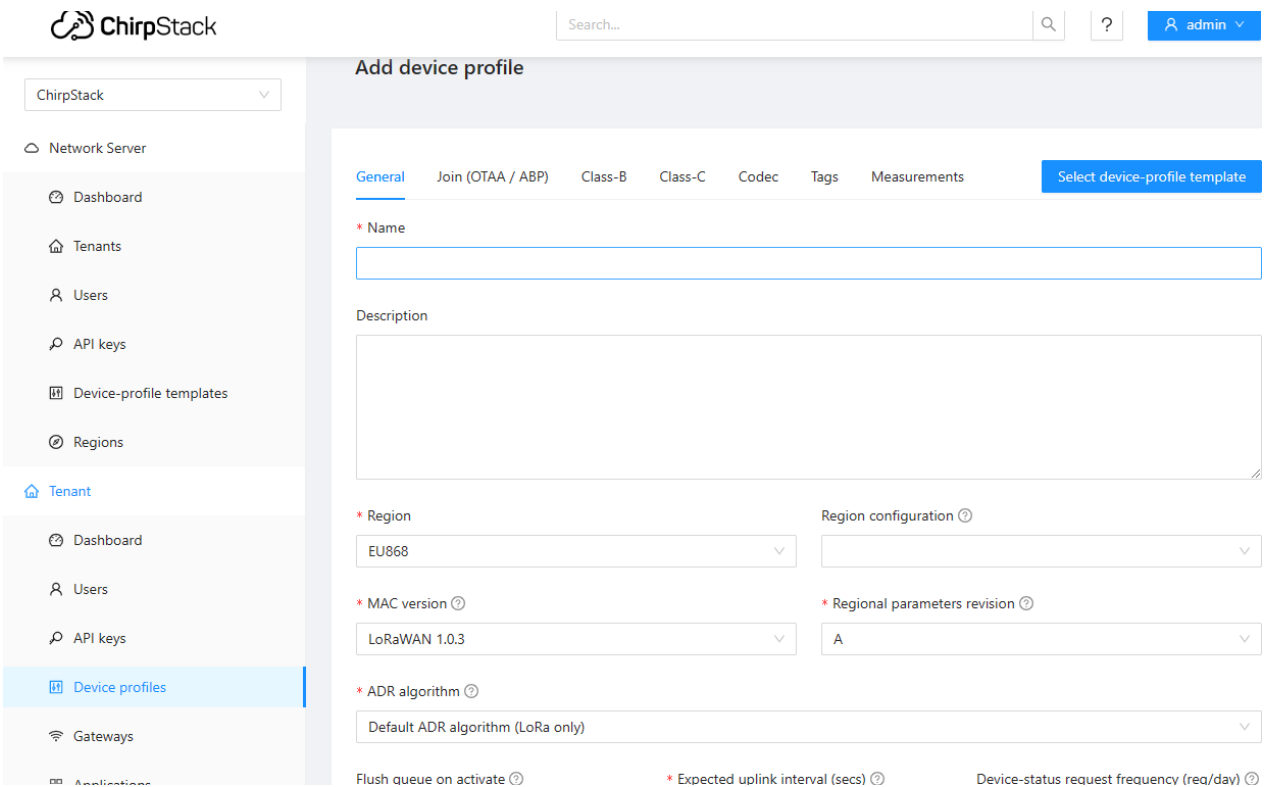 ChirpStack
Search...
?
admin
ChirpStack
Network Server
Dashboard
Tenants
Users
API keys
Device-profile templates
Regions
Tenant
Dashboard
Users
API keys
Device profiles
Gateways
Applications
Add device profile
General Join (OTAA / ABP) Class-B Class-C Codec Tags Measurements Select device-profile template
* Name
Description
* Region Region configuration ?
EU868
* MAC version ? * Regional parameters revision ?
LoRaWAN 1.0.3 A
* ADR algorithm ?
Default ADR algorithm (LoRa only)
Flush queue on activate ? * Expected uplink interval (secs) ? Device-status request frequency (req/day) ?